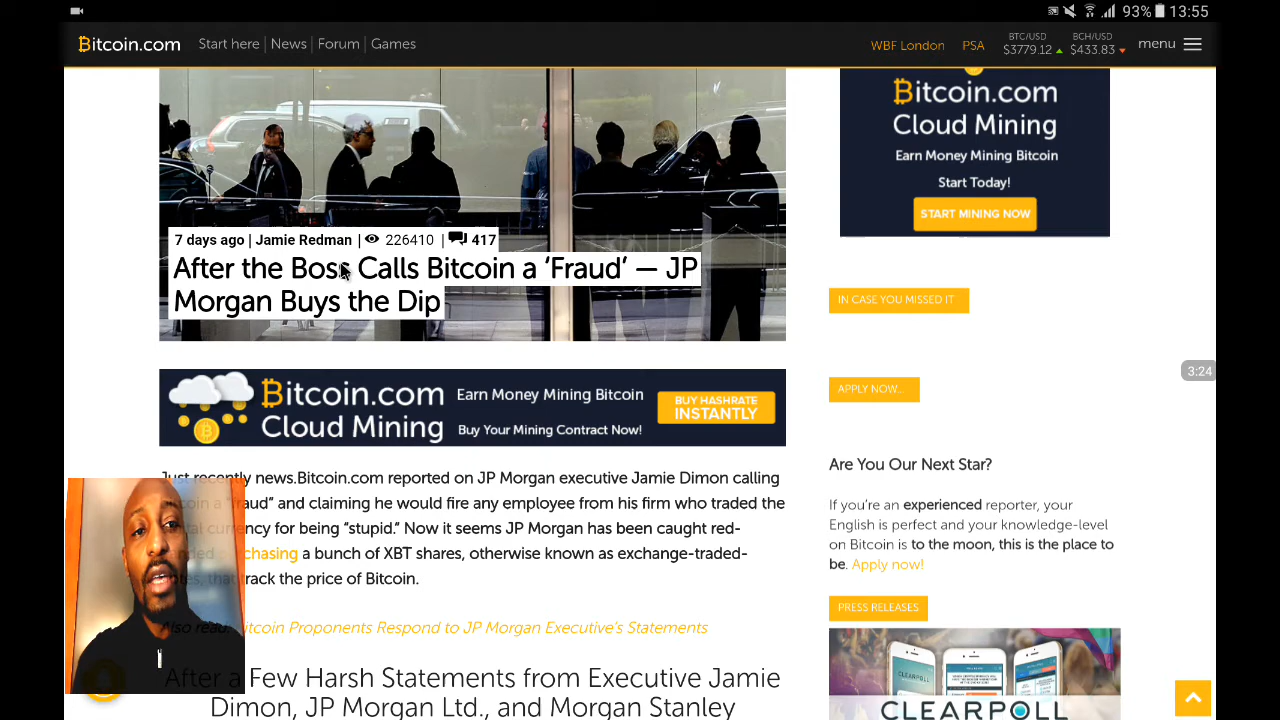 93% 13:55
Bitcoin.com Start here News Forum Games WBF London PSA BTC/USD $3779.12 BCH/USD $433.83 menu
Bitcoin.com
Cloud Mining
Earn Money Mining Bitcoin
Start Today!
START MINING NOW
7 days ago | Jamie Redman | 226410 | 417
After the Boss Calls Bitcoin a ‘Fraud’ — JP
Morgan Buys the Dip
IN CASE YOU MISSED IT
3:24
Bitcoin.com
Cloud Mining
Earn Money Mining Bitcoin
Buy Your Mining Contract Now!
BUY HASHRATE
INSTANTLY
APPLY NOW...
Just recently news.Bitcoin.com reported on JP Morgan executive Jamie Dimon calling
a “fraud” and claiming he would fire any employee from his firm who traded the
currency for being “stupid.” Now it seems JP Morgan has been caught red-
a bunch of XBT shares, otherwise known as exchange-traded-
that track the price of Bitcoin.
Also read: Bitcoin Proponents Respond to JP Morgan Executive's Statements
After a Few Harsh Statements from Executive Jamie
Dimon, JP Morgan Ltd., and Morgan Stanley
Are You Our Next Star?
If you're an experienced reporter, your
English is perfect and your knowledge-level
on Bitcoin is to the moon, this is the place to
be. Apply now!
PRESS RELEASES
CLEARPOLL
CLEARPOLL